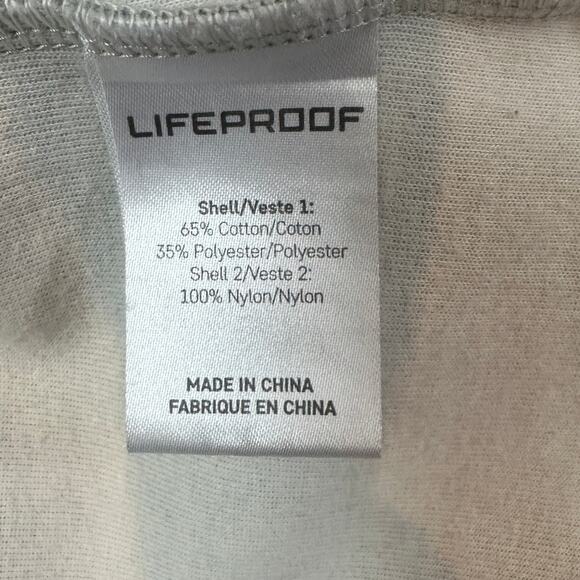 LIFEPROOF
Shell/Veste 1:
65% Cotton/Coton
35% Polyester/Polyester
Shell 2/Veste 2:
100% Nylon/Nylon
MADE IN CHINA
FABRIQUE EN CHINA